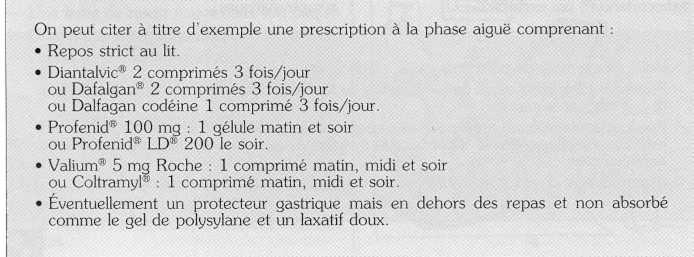 On peut citer à titre d'exemple une prescription à la phase aiguë comprenant :
• Repos strict au lit.
• Diantalvic® 2 comprimés 3 fois/jour
ou Dafalgan® 2 comprimés 3 fois/jour
ou Dalfagan codéine 1 comprimé 3 fois/jour.
• Profenid® 100 mg : 1 gélule matin et soir
ou Profenid® LD® 200 le soir.
• Valium® 5 mg Roche : 1 comprimé matin, midi et soir
ou Coltramyl® : 1 comprimé matin, midi et soir.
• Éventuellement un protecteur gastrique mais en dehors des repas et non absorbé
comme le gel de polysylane et un laxatif doux.